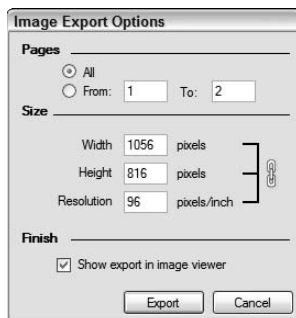 Image Export Options
Pages
All
From: 1 To: 2
Size
Width 1056 pixels
Height 816 pixels
Resolution 96 pixels/inch
Finish
Show export in image viewer
Export Cancel